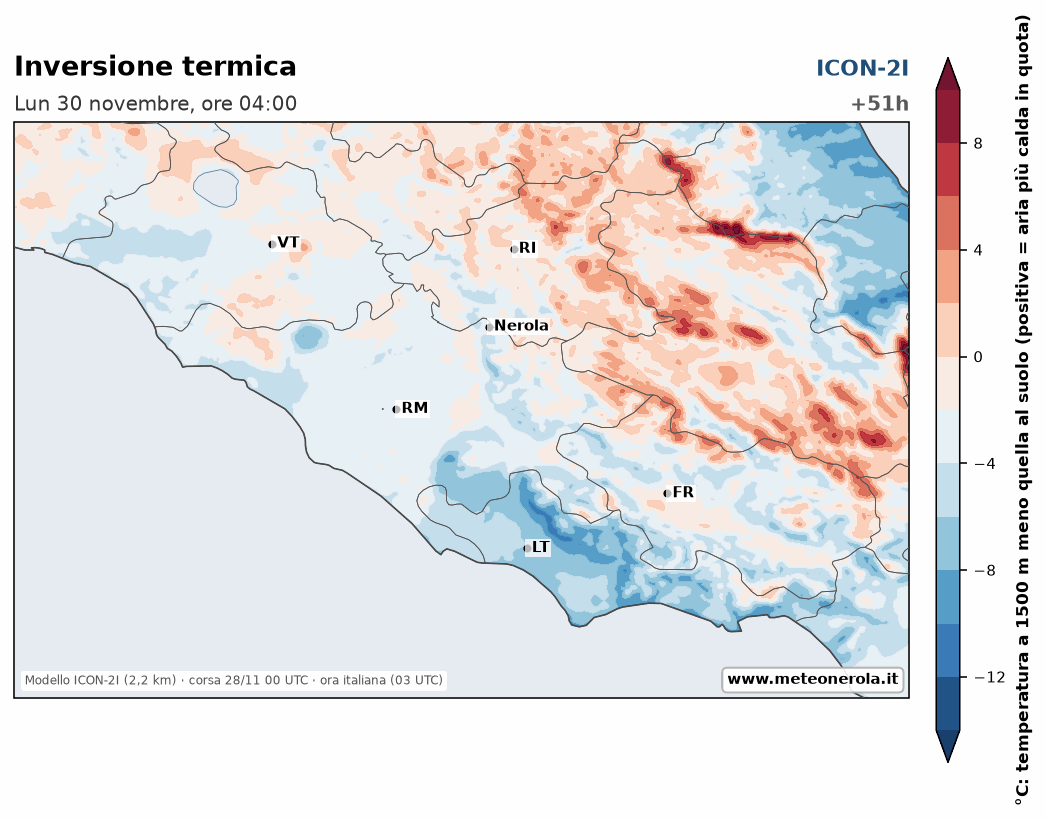 Inversione termica
ICON-2I
Lun 30 novembre, ore 04:00
+51h
VT
RI
Nerola
RM
FR
LT
Modello ICON-2I (2,2 km) · corsa 28/11 00 UTC · ora italiana (03 UTC)
www.meteonerola.it
8
4
0
−4
−8
−12
°C: temperatura a 1500 m meno quella al suolo (positiva = aria più calda in quota)